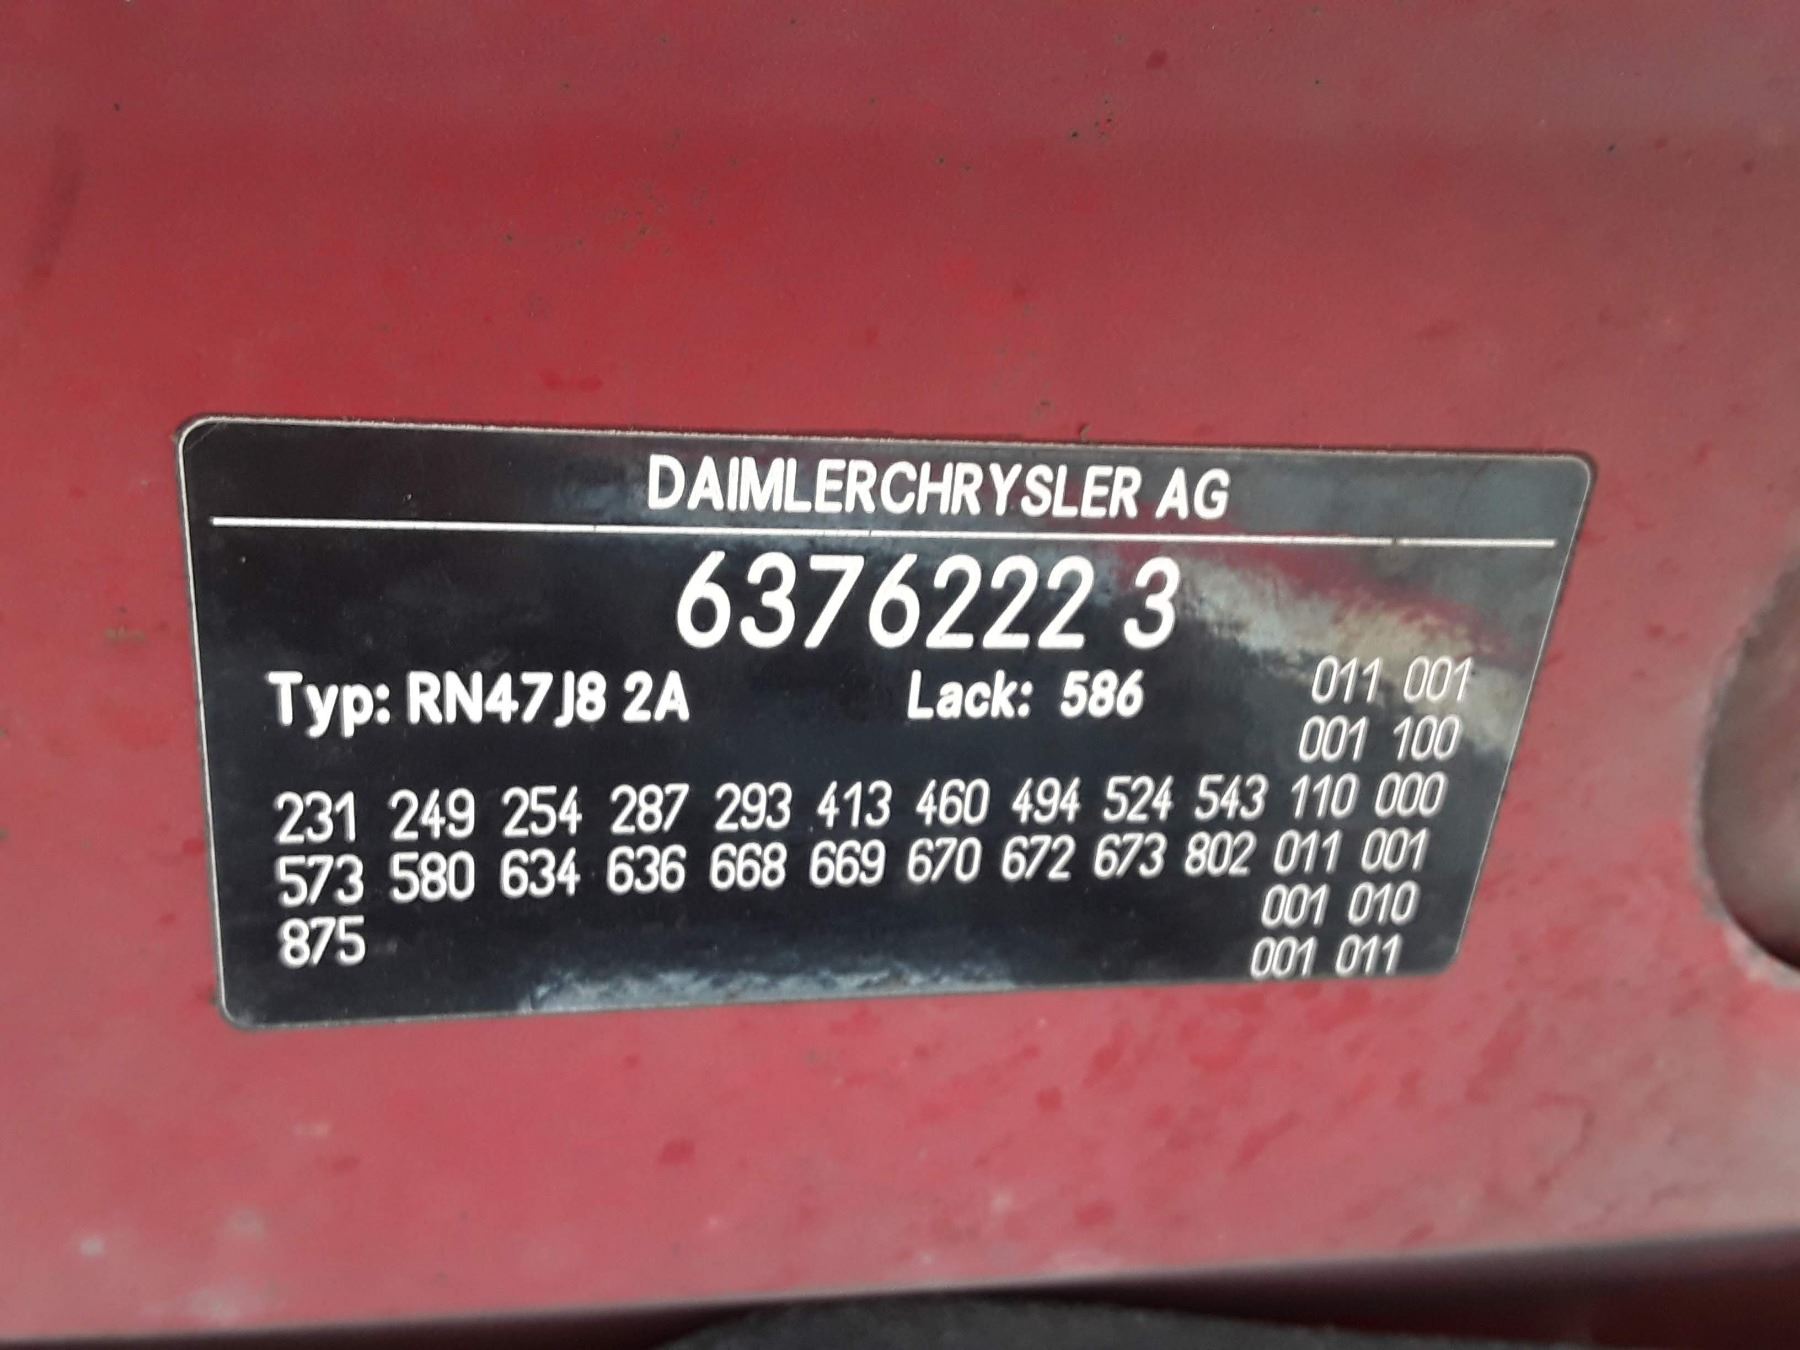 DAIMLERCHRYSLER AG
6376222 3
Typ: RN47J8 2A Lack: 586 011 001
001 100
231 249 254 287 293 413 460 494 524 543 110 000
573 580 634 636 668 669 670 672 673 802 011 001
875 001 010
001 011